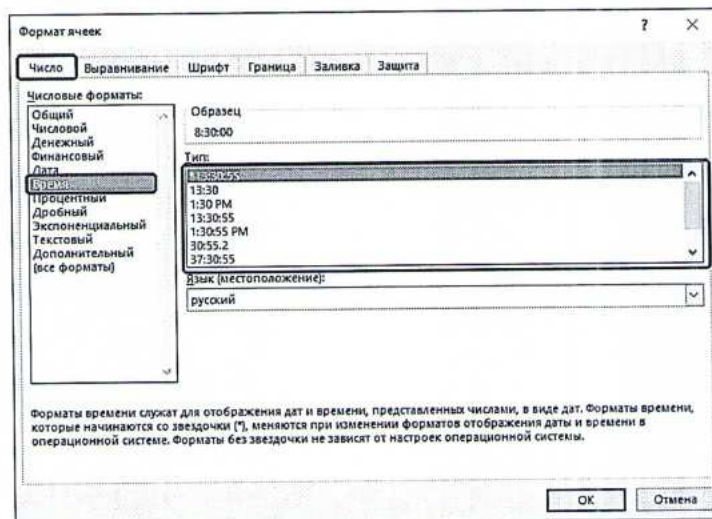 Формат ячеек
? ×
Число Выравнивание Шрифт Граница Заливка Защита
Числовые форматы:
Общий
Числовой
Денежный
Финансовый
Дата
Время
Процентный
Дробный
Экспоненциальный
Текстовый
Дополнительный
(все форматы)
Образец
8:30:00
Тип:
*13:30:55
13:30
1:30 PM
13:30:55
1:30:55 PM
30:55.2
37:30:55
Язык (местоположение):
русский
Форматы времени служат для отображения дат и времени, представленных числами, в виде дат. Форматы времени,
которые начинаются со звездочки (*), меняются при изменении форматов отображения даты и времени в
операционной системе. Форматы без звездочки не зависят от настроек операционной системы.
ОК
Отмена